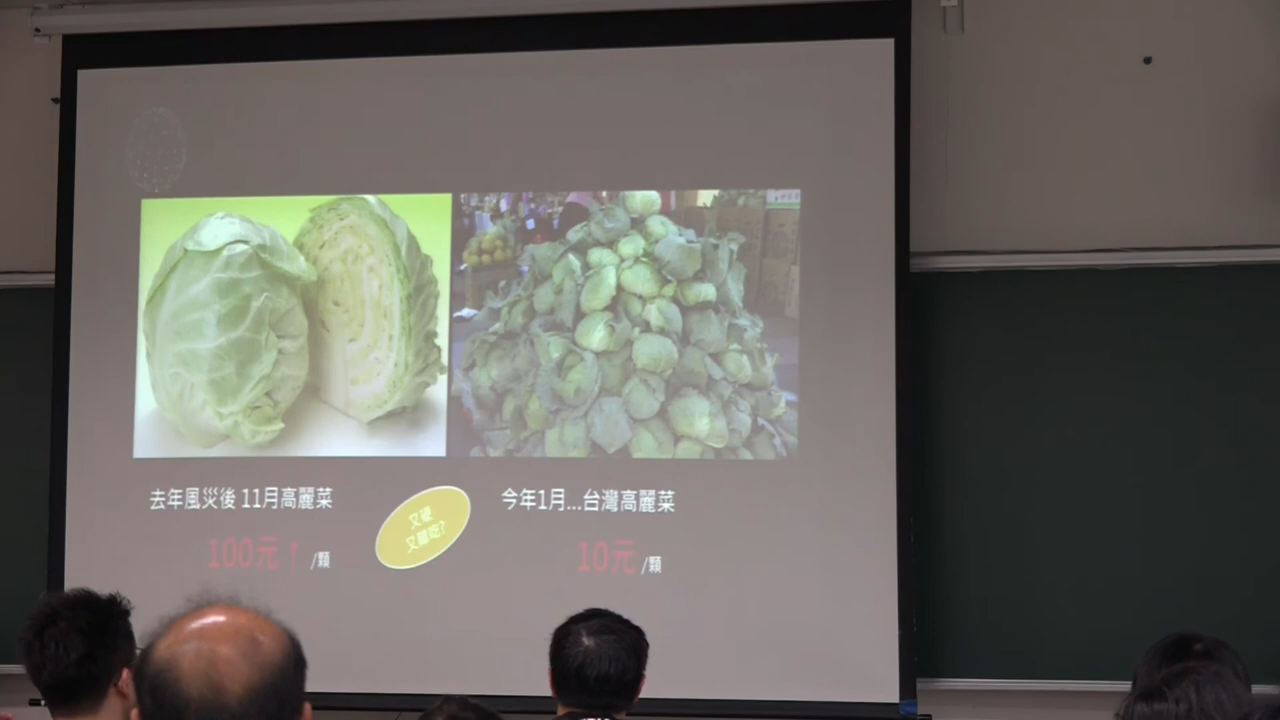 去年風災後 11月高麗菜
100元↑ /顆
又硬
又難吃?
今年1月...台灣高麗菜
10元 /顆